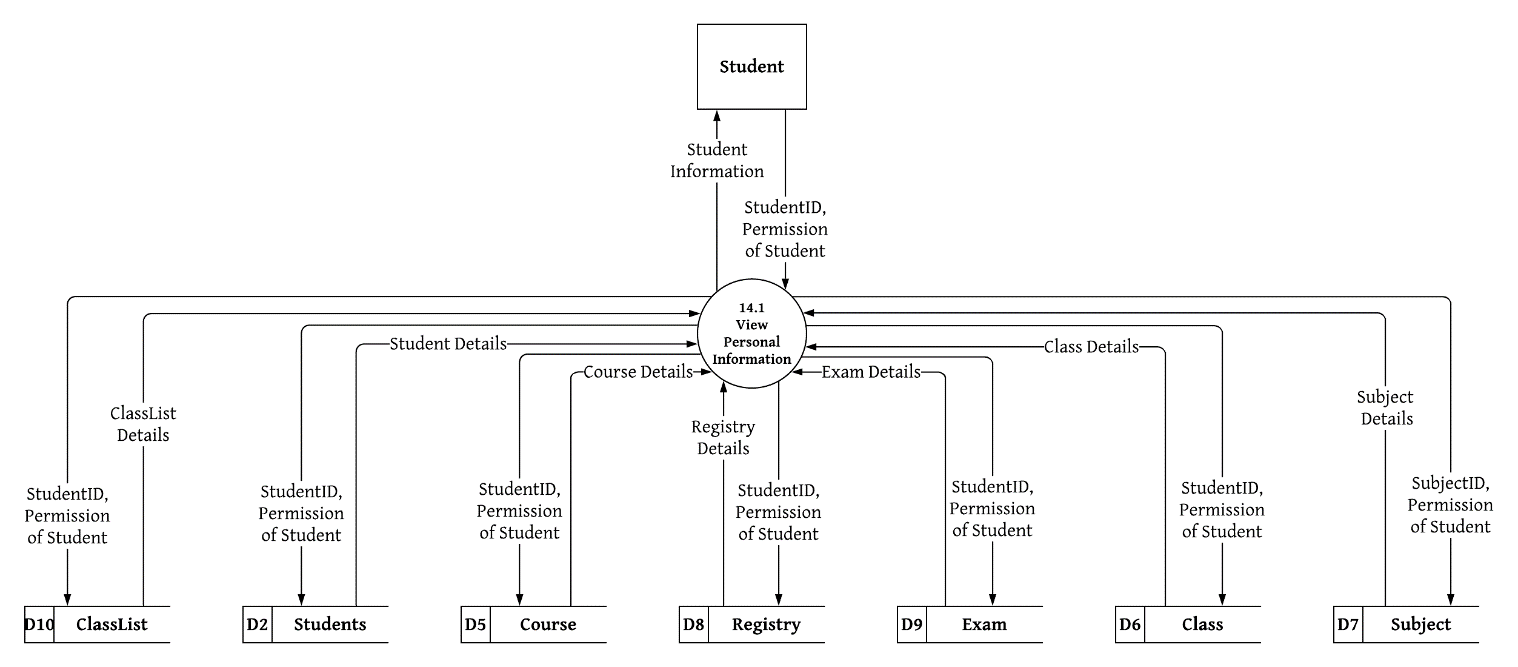 Student
Student
Information
StudentID,
Permission
of Student
14.1
View
Personal
Information
Student Details
Class Details
Course Details
Exam Details
ClassList
Details
Registry
Details
Subject
Details
StudentID,
Permission
of Student
StudentID,
Permission
of Student
StudentID,
Permission
of Student
StudentID,
Permission
of Student
StudentID,
Permission
of Student
StudentID,
Permission
of Student
SubjectID,
Permission
of Student
D10 ClassList
D2 Students
D5 Course
D8 Registry
D9 Exam
D6 Class
D7 Subject